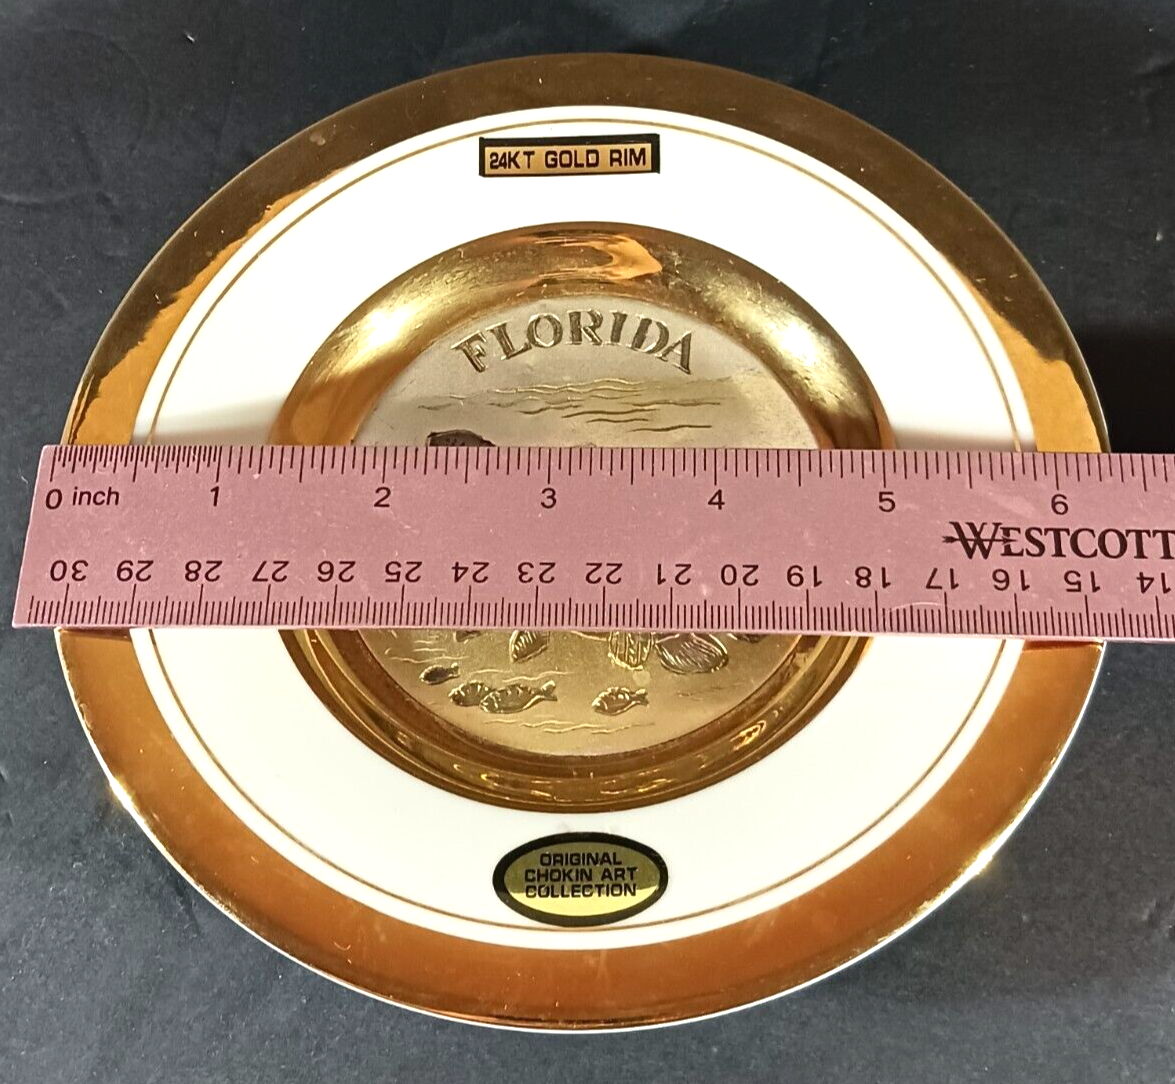 24KT GOLD RIM
FLORIDA
0 inch 1 2 3 4 5 6
WESTCOTT
30 29 28 27 26 25 24 23 22 21 20 19 18 17 16 15 14
ORIGINAL
CHOKIN ART
COLLECTION